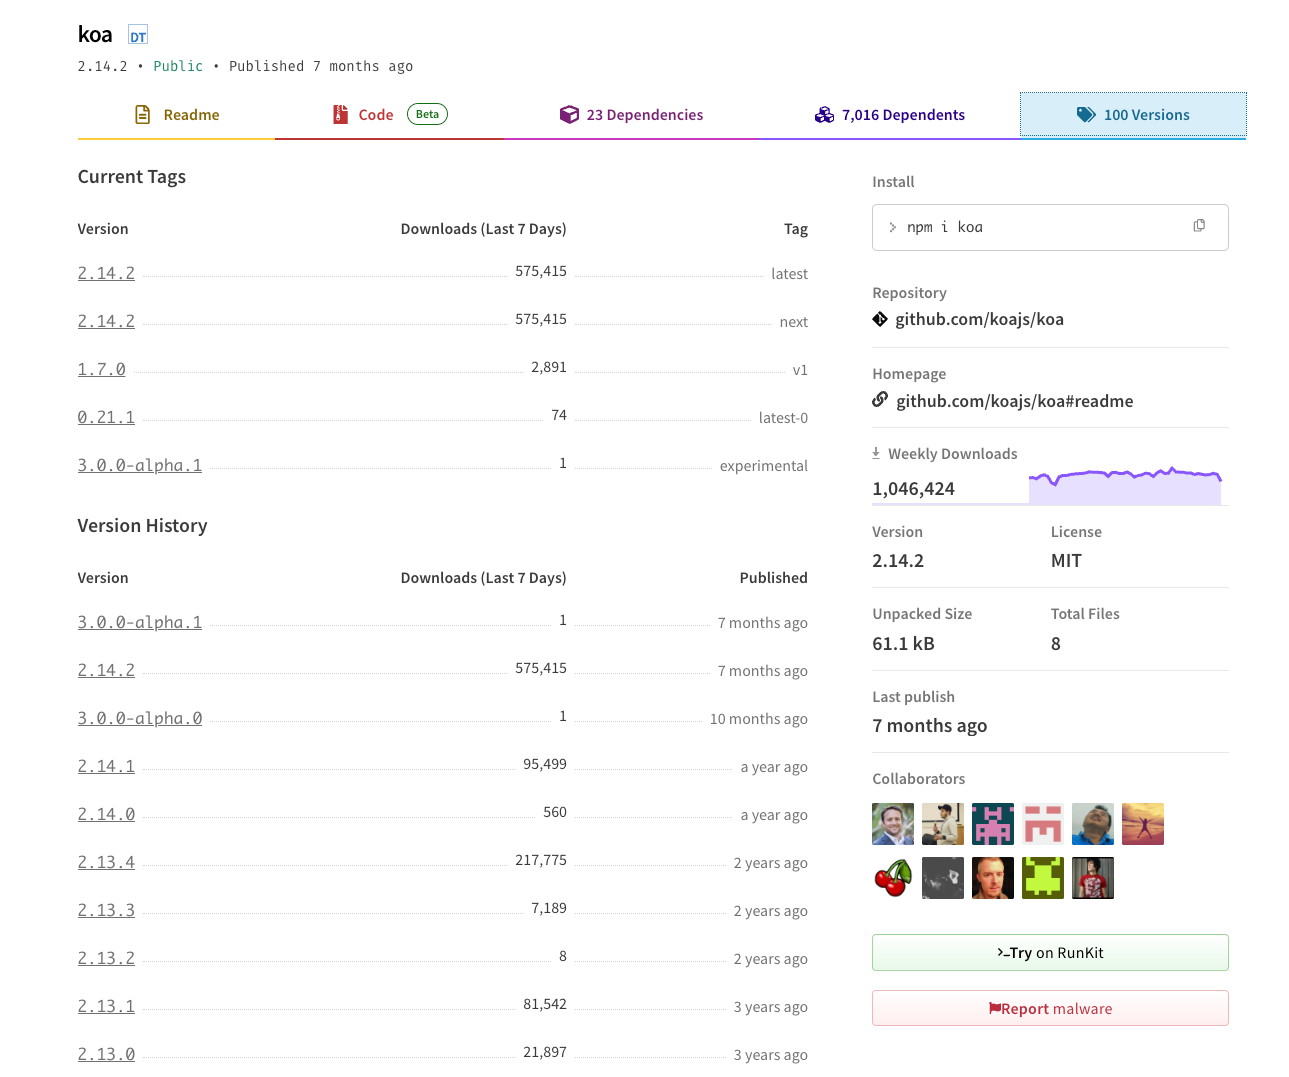 koa DT
2.14.2 • Public • Published 7 months ago
Readme
Code Beta
23 Dependencies
7,016 Dependents
100 Versions
Current Tags
Version Downloads (Last 7 Days) Tag
2.14.2 575,415 latest
2.14.2 575,415 next
1.7.0 2,891 v1
0.21.1 74 latest-0
3.0.0-alpha.1 1 experimental
Version History
Version Downloads (Last 7 Days) Published
3.0.0-alpha.1 1 7 months ago
2.14.2 575,415 7 months ago
3.0.0-alpha.0 1 10 months ago
2.14.1 95,499 a year ago
2.14.0 560 a year ago
2.13.4 217,775 2 years ago
2.13.3 7,189 2 years ago
2.13.2 8 2 years ago
2.13.1 81,542 3 years ago
2.13.0 21,897 3 years ago
Install
> npm i koa
Repository
github.com/koajs/koa
Homepage
github.com/koajs/koa#readme
Weekly Downloads
1,046,424
Version License
2.14.2 MIT
Unpacked Size Total Files
61.1 kB 8
Last publish
7 months ago
Collaborators
Try on RunKit
Report malware